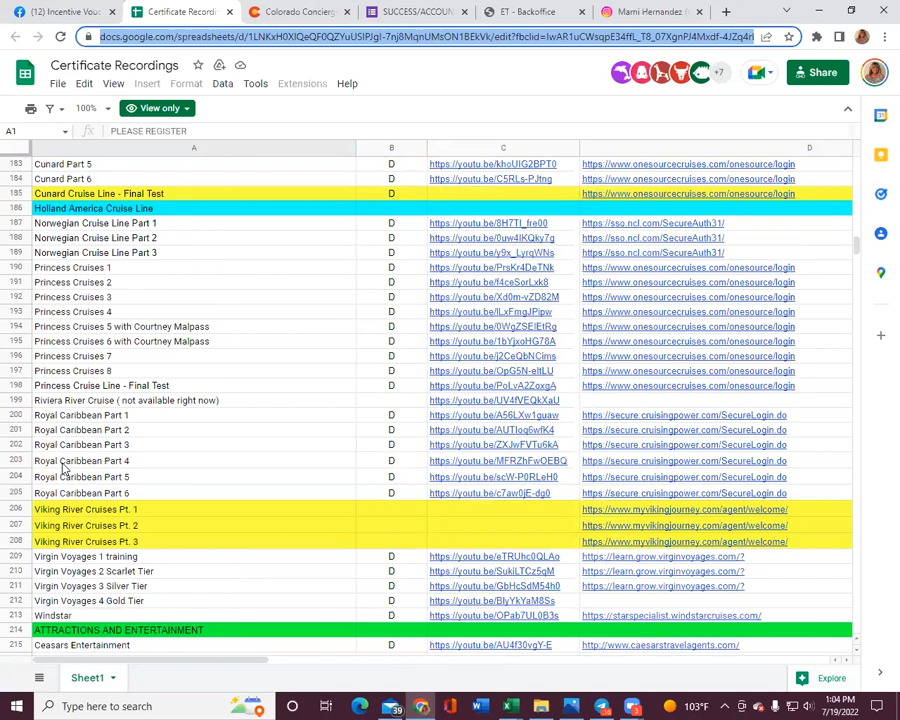 (12) Incentive Vouc
Certificate Recordin
Colorado Concierg
SUCCESS/ACCOUN
ET - Backoffice
Marni Hernandez (
docs.google.com/spreadsheets/d/1LNKxH0XIQeQF0QZYuUSIPJgI-7nj8MqnUMsON1BEKVk/edit?fbclid=IwAR1uCWsqpE34ffL_T8_07XgnPJ4Mxdf-4JZq4rl
Certificate Recordings
File Edit View Insert Format Data Tools Extensions Help
+7
Share
100%
View only
A1
fx PLEASE REGISTER
A B C D
183 Cunard Part 5 D https://youtu.be/khoUIG2BPT0 https://www.onesourcecruises.com/onesource/login
184 Cunard Part 6 D https://youtu.be/C5RLs-PJtng https://www.onesourcecruises.com/onesource/login
185 Cunard Cruise Line - Final Test D https://www.onesourcecruises.com/onesource/login
186 Holland America Cruise Line
187 Norwegian Cruise Line Part 1 D https://youtu.be/8H7TI_fre00 https://sso.ncl.com/SecureAuth31/
188 Norwegian Cruise Line Part 2 D https://youtu.be/0uw4IKQky7g https://sso.ncl.com/SecureAuth31/
189 Norwegian Cruise Line Part 3 D https://youtu.be/y9x_LyrqWNs https://sso.ncl.com/SecureAuth31/
190 Princess Cruises 1 D https://youtu.be/PrsKr4DeTNk https://www.onesourcecruises.com/onesource/login
191 Princess Cruises 2 D https://youtu.be/f4ceSorLxk8 https://www.onesourcecruises.com/onesource/login
192 Princess Cruises 3 D https://youtu.be/Xd0m-vZD82M https://www.onesourcecruises.com/onesource/login
193 Princess Cruises 4 D https://youtu.be/lLxFmgJPlpw https://www.onesourcecruises.com/onesource/login
194 Princess Cruises 5 with Courtney Malpass D https://youtu.be/0WgZSEIEtRg https://www.onesourcecruises.com/onesource/login
195 Princess Cruises 6 with Courtney Malpass D https://youtu.be/1bYjxoHG78A https://www.onesourcecruises.com/onesource/login
196 Princess Cruises 7 D https://youtu.be/j2CeQbNCims https://www.onesourcecruises.com/onesource/login
197 Princess Cruises 8 D https://youtu.be/OpG5N-eltLU https://www.onesourcecruises.com/onesource/login
198 Princess Cruise Line - Final Test D https://youtu.be/PoLvA2ZoxgA https://www.onesourcecruises.com/onesource/login
199 Riviera River Cruise ( not available right now) https://youtu.be/UV4fVEQkXaU
200 Royal Caribbean Part 1 D https://youtu.be/A56LXw1guaw https://secure.cruisingpower.com/SecureLogin.do
201 Royal Caribbean Part 2 D https://youtu.be/AUTIoq6wfK4 https://secure.cruisingpower.com/SecureLogin.do
202 Royal Caribbean Part 3 D https://youtu.be/ZXJwFVTu6kA https://secure.cruisingpower.com/SecureLogin.do
203 Royal Caribbean Part 4 D https://youtu.be/MFRZhFwOEBQ https://secure.cruisingpower.com/SecureLogin.do
204 Royal Caribbean Part 5 D https://youtu.be/scW-P0RLeH0 https://secure.cruisingpower.com/SecureLogin.do
205 Royal Caribbean Part 6 D https://youtu.be/c7aw0jE-dg0 https://secure.cruisingpower.com/SecureLogin.do
206 Viking River Cruises Pt. 1 https://www.myvikingjourney.com/agent/welcome/
207 Viking River Cruises Pt. 2 https://www.myvikingjourney.com/agent/welcome/
208 Viking River Cruises Pt. 3 https://www.myvikingjourney.com/agent/welcome/
209 Virgin Voyages 1 training D https://youtu.be/eTRUhc0QLAo https://learn.grow.virginvoyages.com/?
210 Virgin Voyages 2 Scarlet Tier D https://youtu.be/SukiLTCz5qM https://learn.grow.virginvoyages.com/?
211 Virgin Voyages 3 Silver Tier D https://youtu.be/GbHcSdM54h0 https://learn.grow.virginvoyages.com/?
212 Virgin Voyages 4 Gold Tier D https://youtu.be/BlyYkYaM8Ss
213 Windstar D https://youtu.be/OPab7UL0B3s https://starspecialist.windstarcruises.com/
214 ATTRACTIONS AND ENTERTAINMENT
215 Ceasars Entertainment D https://youtu.be/AU4f30vgY-E http://www.caesarstravelagents.com/
Sheet1
Explore
Type here to search
39
103°F
1:04 PM
7/19/2022